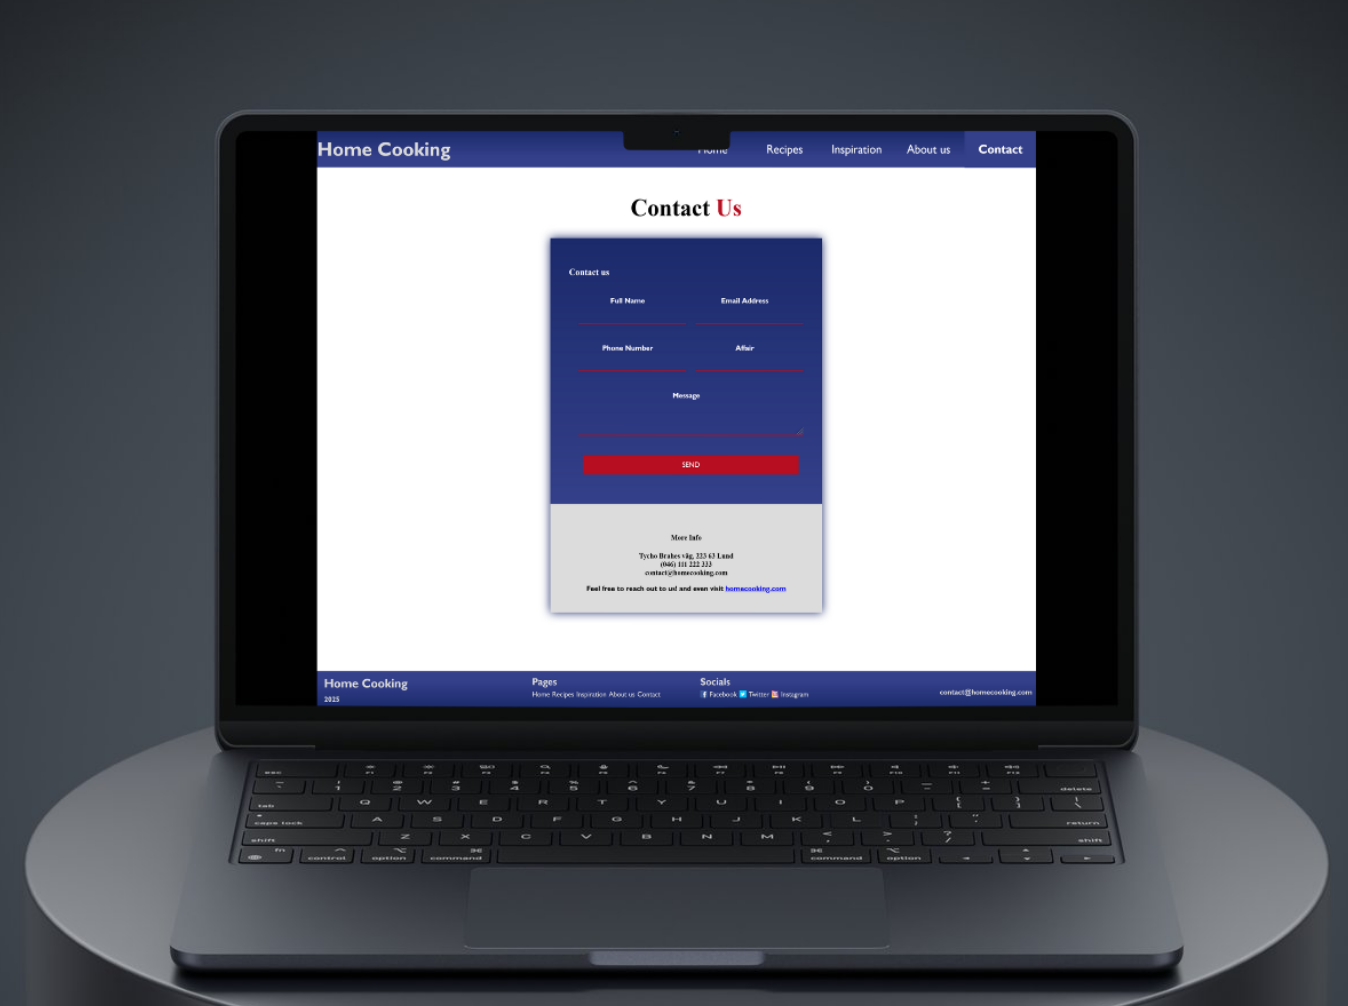 Home Cooking
Home Recipes Inspiration About us Contact
Contact Us
Contact us
Full Name Email Address
Phone Number Affair
Message
SEND
More Info
Tycho Brahes väg, 223 63 Lund
(046) 111 222 333
contact@homecooking.com
Feel free to reach out to us! and even visit homecooking.com
Home Cooking
2025
Pages
Home Recipes Inspiration About us Contact
Socials
Facebook Twitter Instagram
contact@homecooking.com
esc F1 F2 F3 F4 F5 F6 F7 F8 F9 F10 F11 F12
~ ! @ # $ % ^ & * ( ) — +
` 1 2 3 4 5 6 7 8 9 0 - = delete
tab Q W E R T Y U I O P { [ } ] | \
caps lock A S D F G H J K L : ; " ' return
shift Z X C V B N M < , > . ? / shift
fn control option command command option